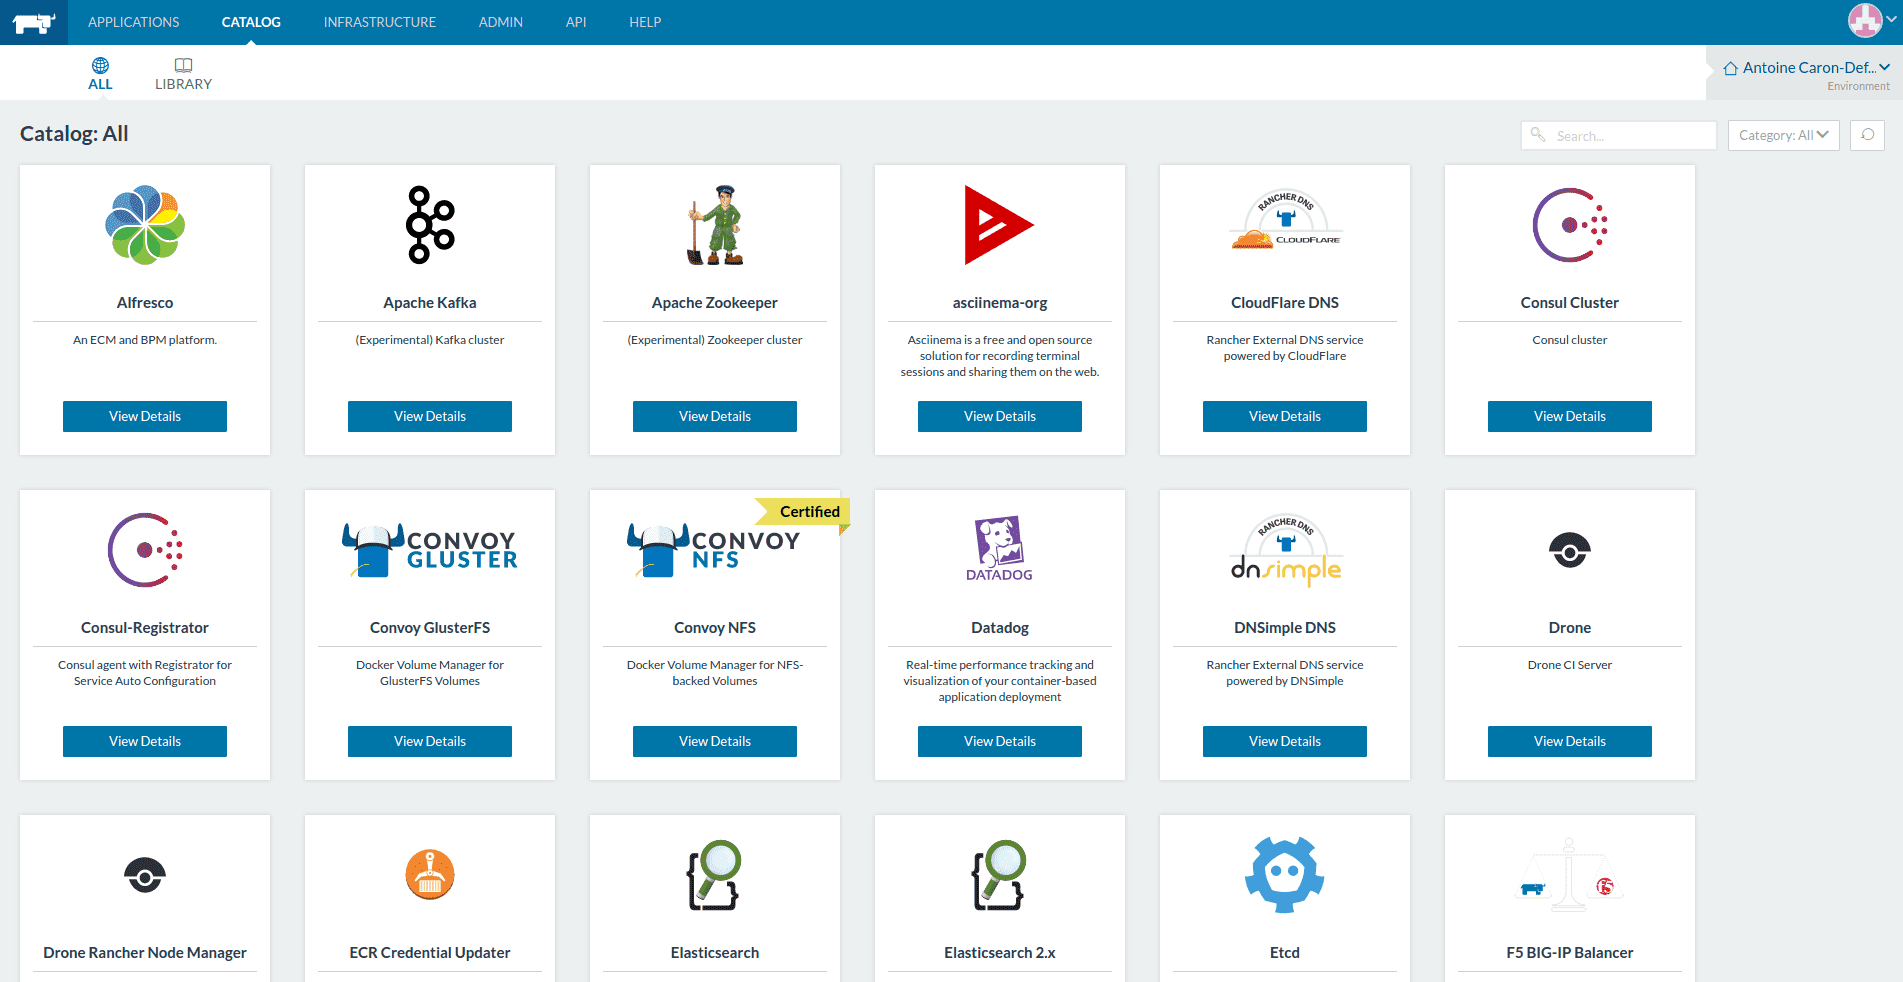 APPLICATIONS CATALOG INFRASTRUCTURE ADMIN API HELP
ALL LIBRARY
Antoine Caron-Def...
Environment
Catalog: All
Search...
Category: All
RANCHER DNS
CLOUDFLARE
Alfresco
An ECM and BPM platform.
View Details
Apache Kafka
(Experimental) Kafka cluster
View Details
Apache Zookeeper
(Experimental) Zookeeper cluster
View Details
asciinema-org
Asciinema is a free and open source
solution for recording terminal
sessions and sharing them on the web.
View Details
CloudFlare DNS
Rancher External DNS service
powered by CloudFlare
View Details
Consul Cluster
Consul cluster
View Details
Consul-Registrator
Consul agent with Registrator for
Service Auto Configuration
View Details
CONVOY
GLUSTER
Convoy GlusterFS
Docker Volume Manager for
GlusterFS Volumes
View Details
Certified
CONVOY
NFS
Convoy NFS
Docker Volume Manager for NFS-
backed Volumes
View Details
DATADOG
Datadog
Real-time performance tracking and
visualization of your container-based
application deployment
View Details
RANCHER DNS
dnsimple
DNSimple DNS
Rancher External DNS service
powered by DNSimple
View Details
Drone
Drone CI Server
View Details
Drone Rancher Node Manager
ECR Credential Updater
Elasticsearch
Elasticsearch 2.x
Etcd
F5
F5 BIG-IP Balancer